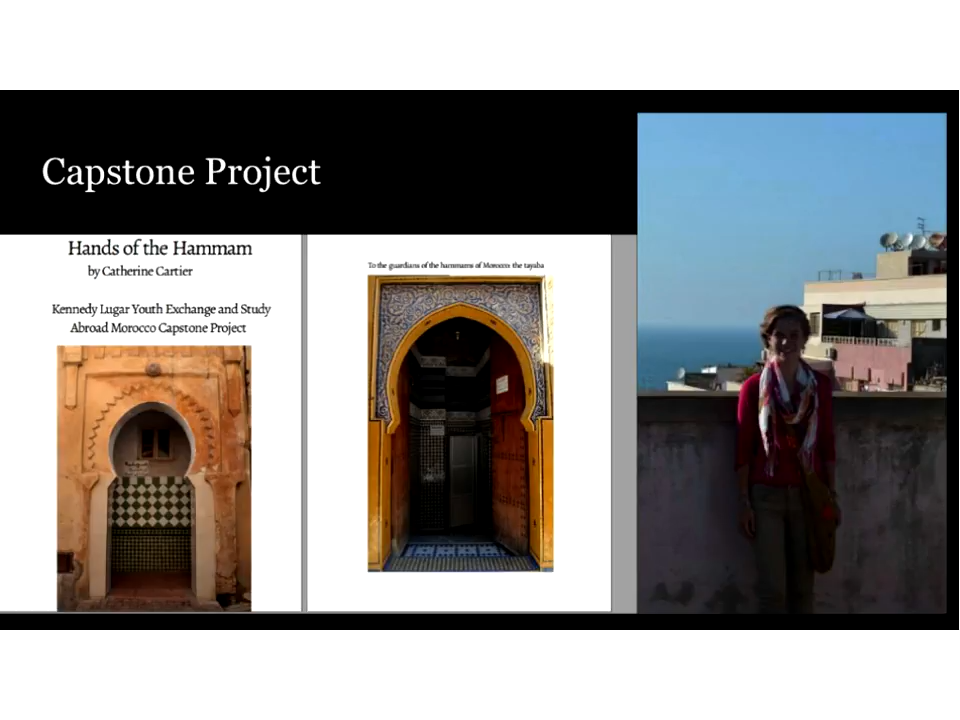 Capstone Project
Hands of the Hammam
by Catherine Cartier
Kennedy Lugar Youth Exchange and Study
Abroad Morocco Capstone Project
To the guardians of the hammams of Morocco: the tayaba